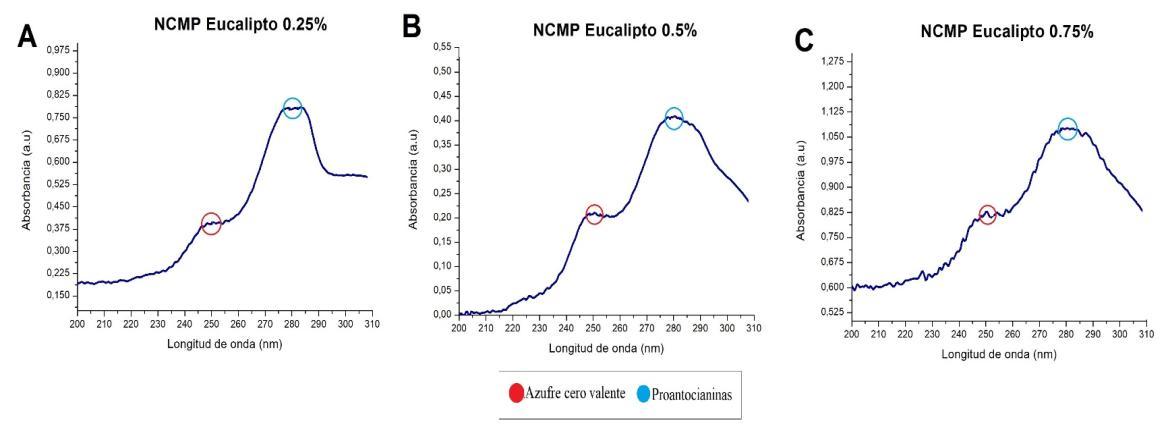 A
NCMP Eucalipto 0.25%
Absorbancia (a.u)
0,975
0,900
0,825
0,750
0,675
0,600
0,525
0,450
0,375
0,300
0,225
0,150
200 210 220 230 240 250 260 270 280 290 300 310
Longitud de onda (nm)
B
NCMP Eucalipto 0.5%
Absorbancia (a.u)
0,55
0,50
0,45
0,40
0,35
0,30
0,25
0,20
0,15
0,10
0,05
0,00
200 210 220 230 240 250 260 270 280 290 300 310
Longitud de onda (nm)
C
NCMP Eucalipto 0.75%
Absorbancia (a.u)
1,275
1,200
1,125
1,050
0,975
0,900
0,825
0,750
0,675
0,600
0,525
200 210 220 230 240 250 260 270 280 290 300 310
Longitud de onda (nm)
Azufre cero valente Proantocianinas